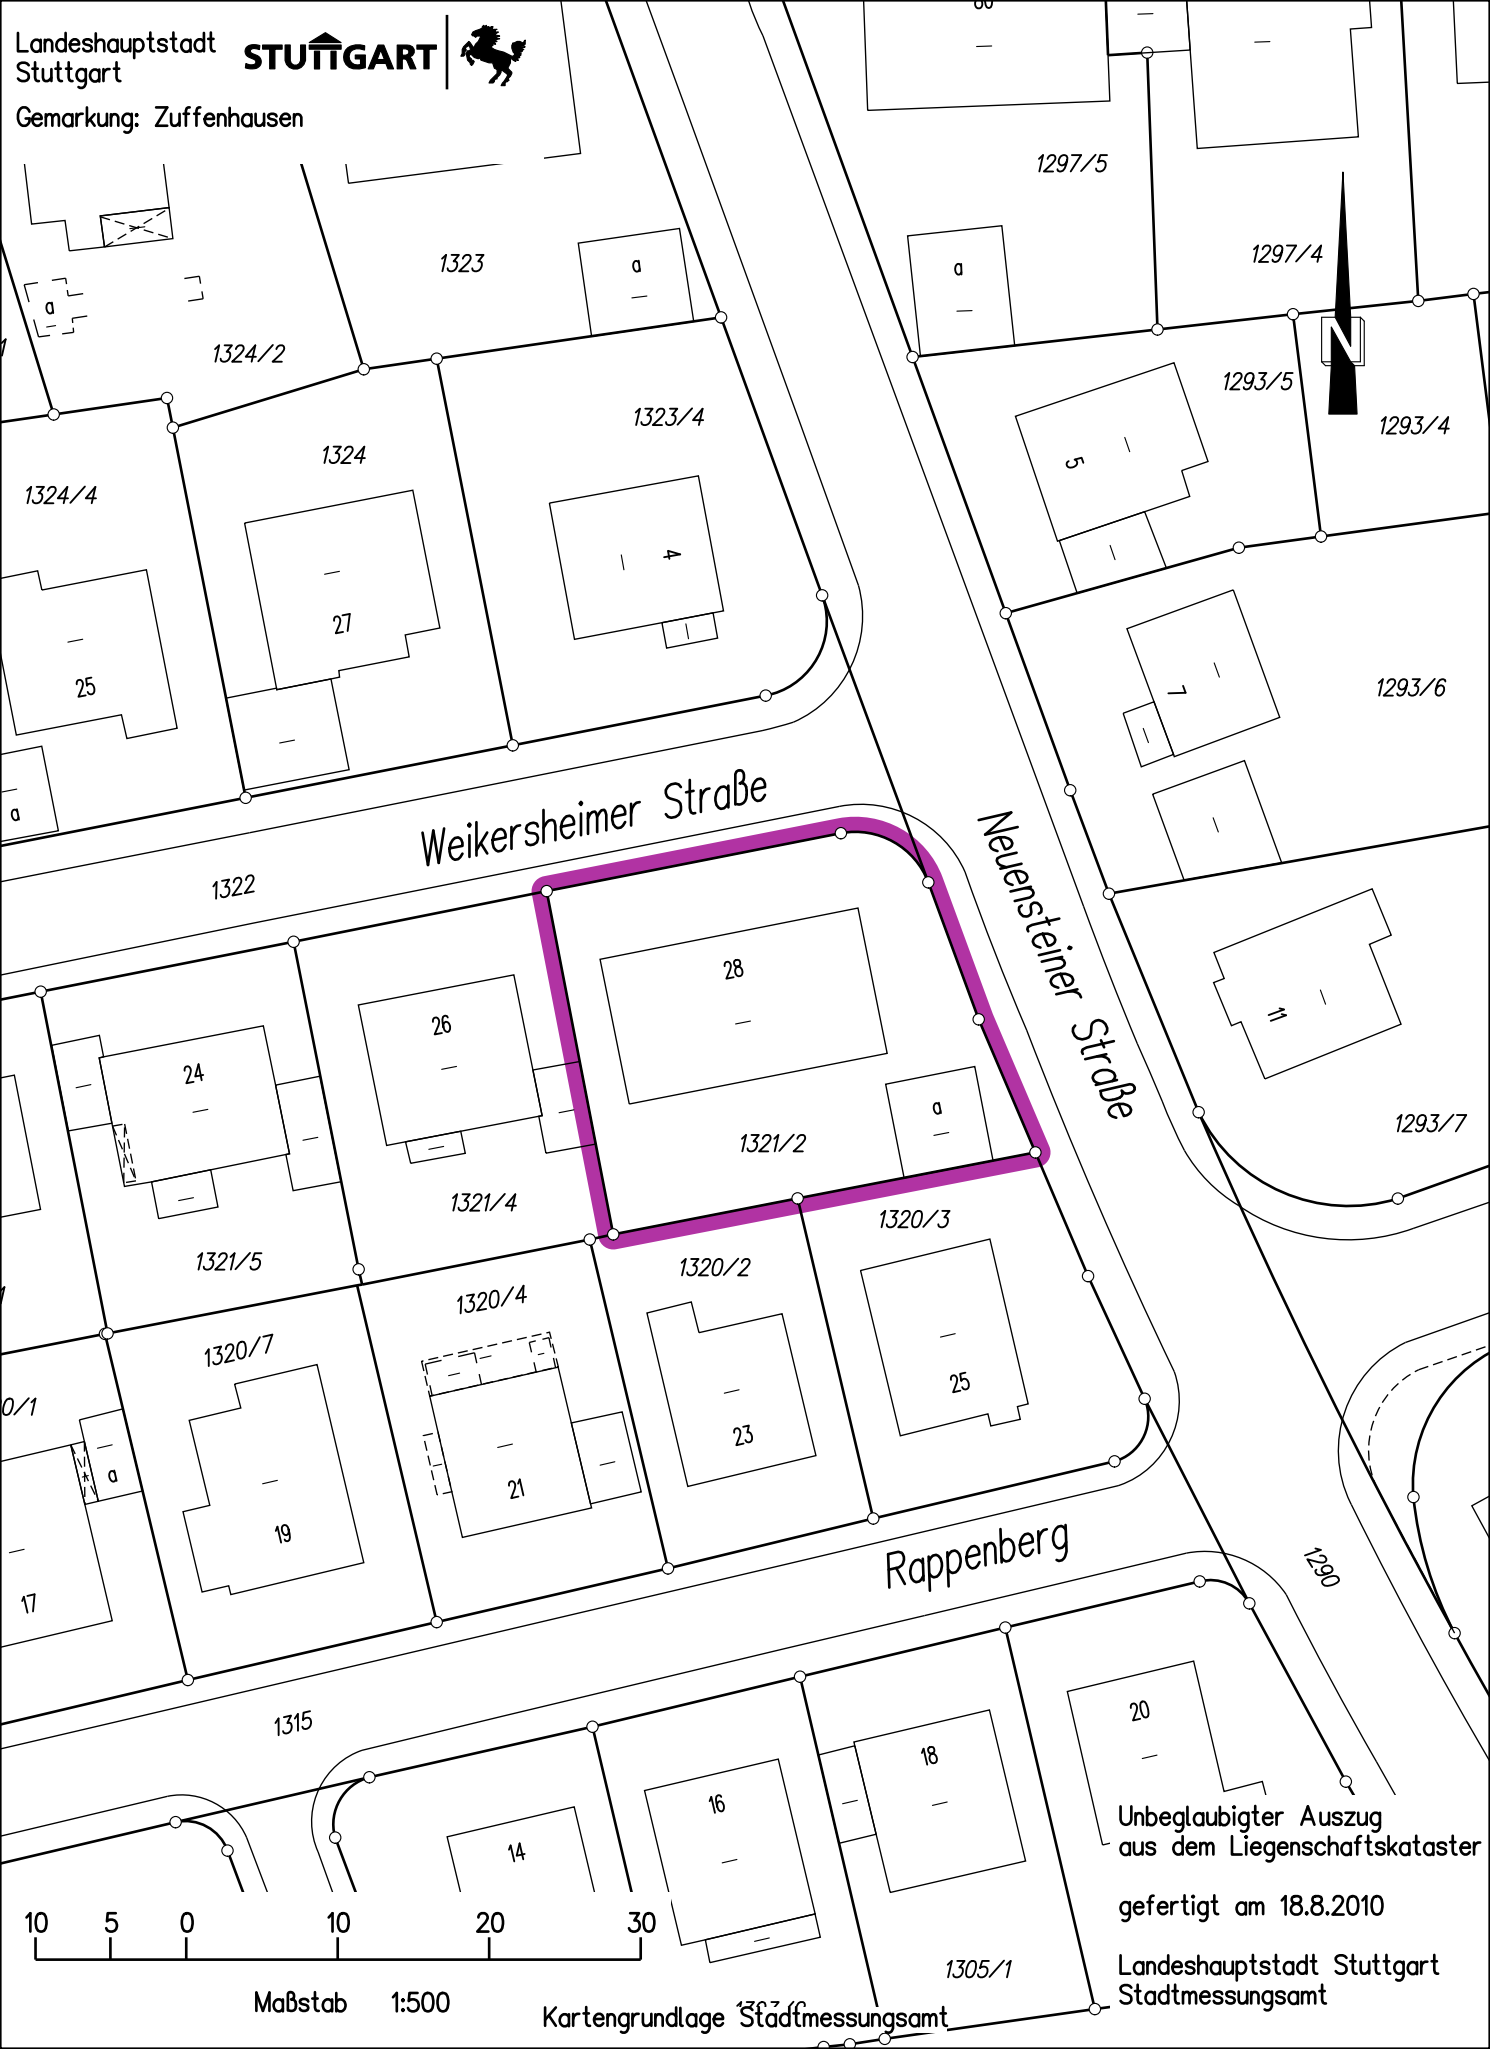 Landeshauptstadt
Stuttgart
STUTTGART
Gemarkung: Zuffenhausen
1297/5
1297/4
1323
a
a
a
1324/2
N
1293/5
1293/4
1323/4
1324
1324/4
5
4
27
25
7
1293/6
a
Weikersheimer Straße
1322
Neuensteiner Straße
28
26
24
11
a
1321/2
1293/7
1321/4
1320/3
1321/5
1320/2
1320/4
1320/7
25
0/1
23
a
21
19
17
Rappenberg
1290
1315
20
18
16
14
Unbeglaubigter Auszug
aus dem Liegenschaftskataster
gefertigt am 18.8.2010
Landeshauptstadt Stuttgart
Stadtmessungsamt
10 5 0 10 20 30
1305/1
Maßstab 1:500
Kartengrundlage Stadtmessungsamt